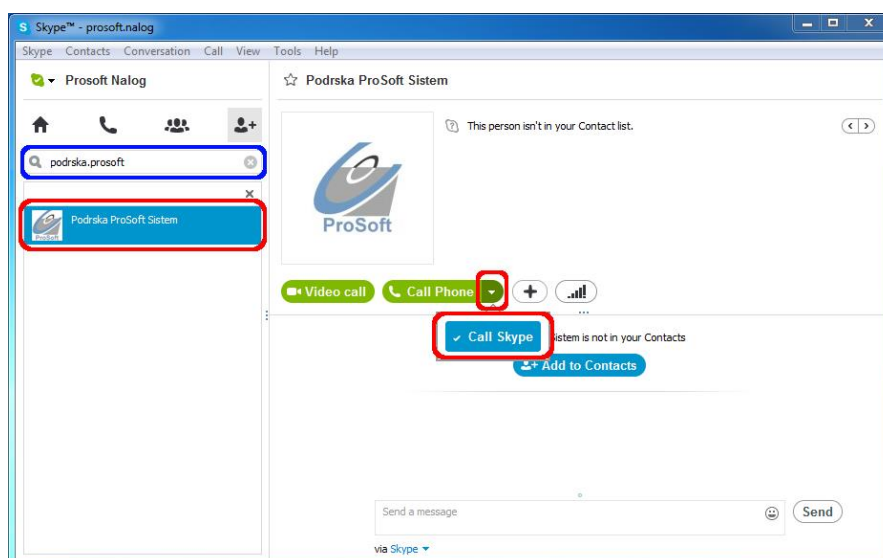 Skype™ - prosoft.nalog
Skype Contacts Conversation Call View Tools Help
Prosoft Nalog
podrska.prosoft
Podrska ProSoft Sistem
Podrska ProSoft Sistem
This person isn't in your Contact list.
ProSoft
Video call
Call Phone
Call Skype
Sistem is not in your Contacts
Add to Contacts
Send a message
Send
via Skype